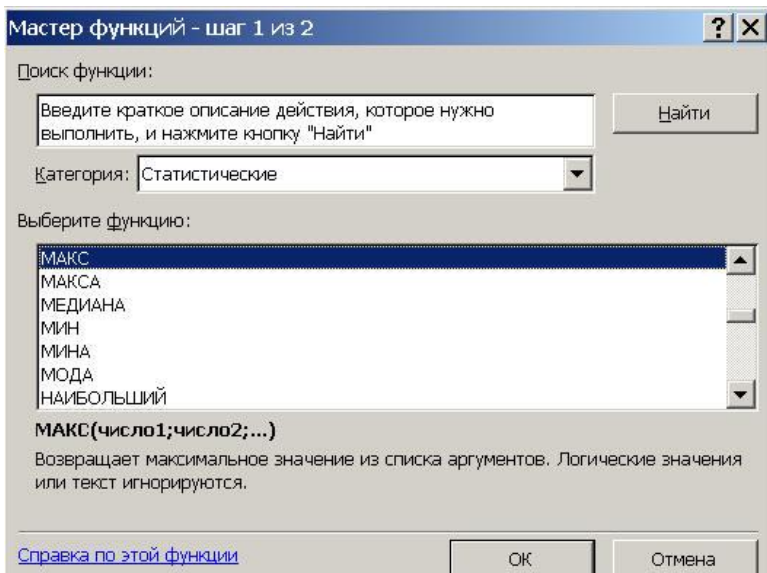 Мастер функций - шаг 1 из 2
Поиск функции:
Введите краткое описание действия, которое нужно
выполнить, и нажмите кнопку "Найти"
Найти
Категория: Статистические
Выберите функцию:
МАКС
МАКСА
МЕДИАНА
МИН
МИНА
МОДА
НАИБОЛЬШИЙ
МАКС(число1;число2;...)
Возвращает максимальное значение из списка аргументов. Логические значения
или текст игнорируются.
Справка по этой функции
ОК
Отмена